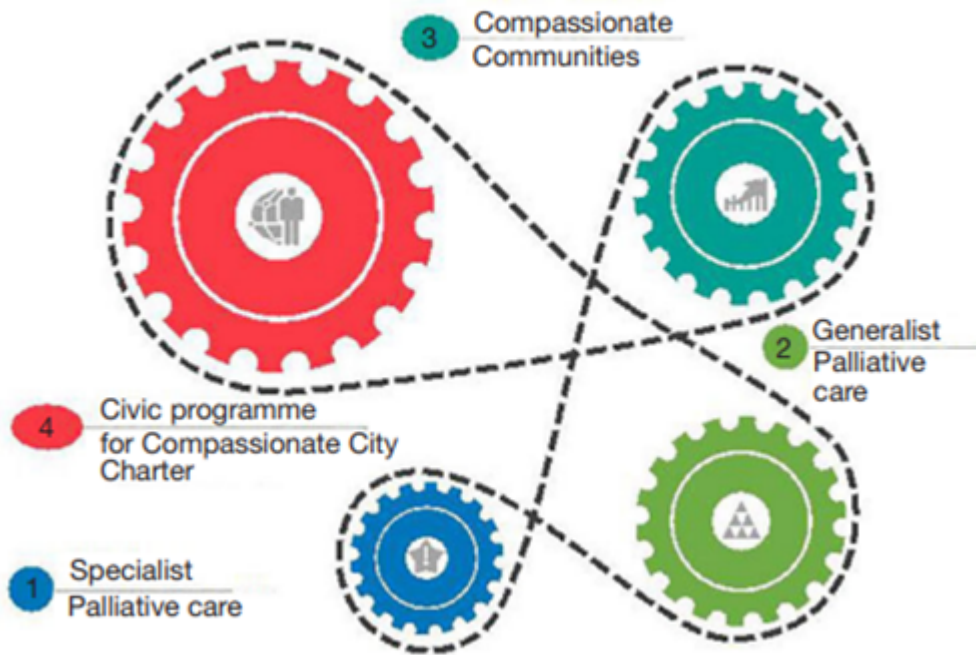 3 Compassionate
Communities
2 Generalist
Palliative
care
4 Civic programme
for Compassionate City
Charter
1 Specialist
Palliative care